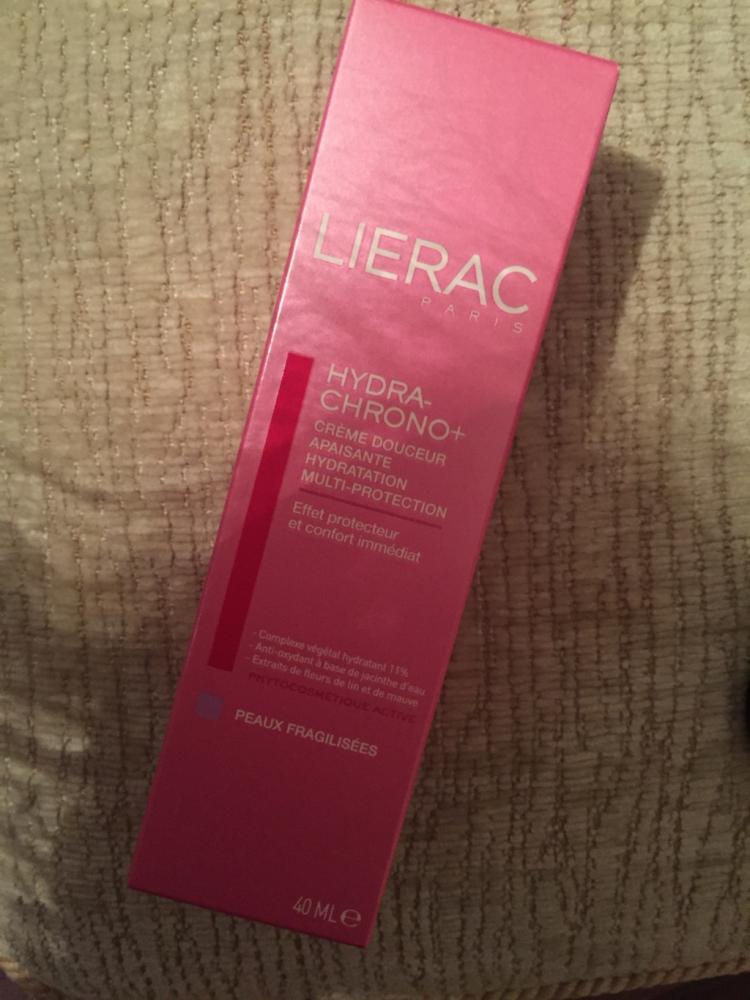 LIERAC
PARIS
HYDRA-
CHRONO+
CRÈME DOUCEUR
APAISANTE
HYDRATATION
MULTI-PROTECTION
Effet protecteur
et confort immédiat
- Complexe végétal hydratant 11%
- Anti-oxydant à base de jacinthe d'eau
- Extraits de fleurs de lin et de mauve
PHYTOCOSMÉTIQUE ACTIVE
PEAUX FRAGILISÉES
40 ML ℮